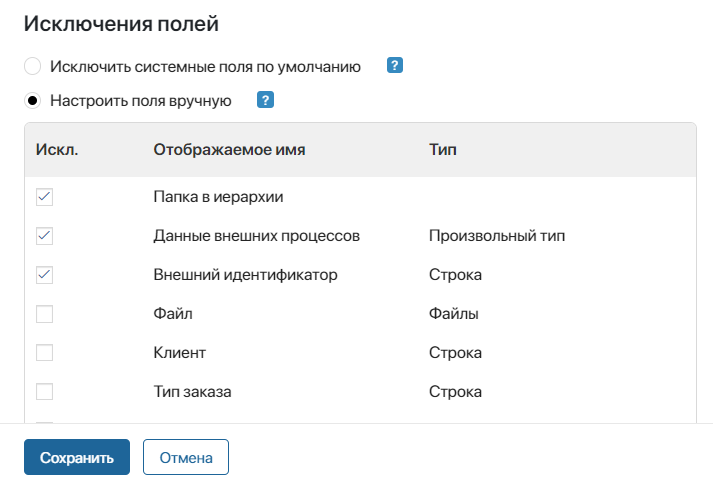 Исключения полей
Исключить системные поля по умолчанию ?
Настроить поля вручную ?
Искл. Отображаемое имя Тип
Папка в иерархии
Данные внешних процессов Произвольный тип
Внешний идентификатор Строка
Файл Файлы
Клиент Строка
Тип заказа Строка
Сохранить Отмена